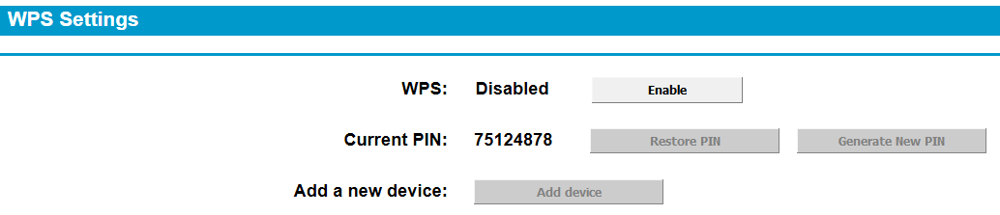 WPS Settings
WPS: Disabled Enable
Current PIN: 75124878 Restore PIN Generate New PIN
Add a new device: Add device